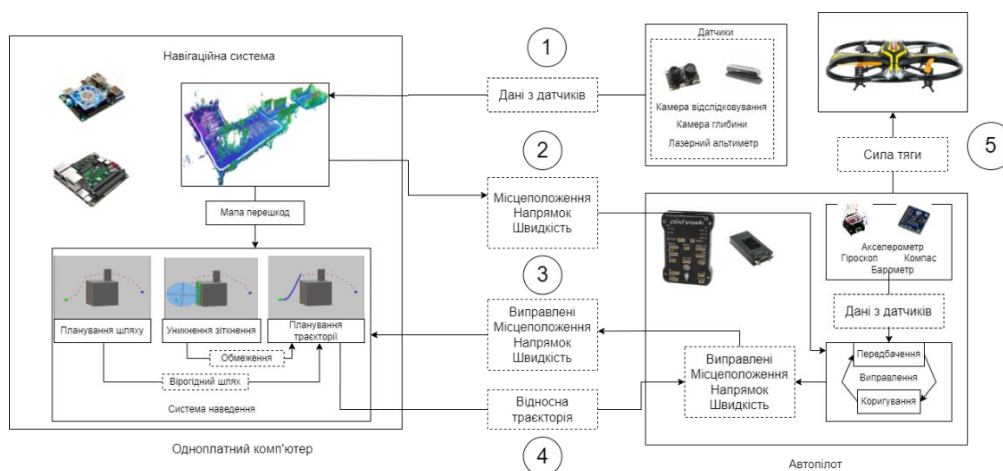 Навігаційна система
1
Дані з датчиків
Датчики
Камера відслідковування
Камера глибини
Лазерний альтиметр
5
Сила тяги
2
Місцеположення
Напрямок
Швидкість
Мапа перешкод
pixhawk
Акселерометр
Гіроскоп Компас
Барометр
Дані з датчиків
3
Планування шляху
Уникнення зіткнення
Планування
траєкторії
Обмеження
Вірогідний шлях
Система наведення
Виправлені
Місцеположення
Напрямок
Швидкість
Виправлені
Місцеположення
Напрямок
Швидкість
Передбачення
Виправлення
Коригування
Відносна
траєкторія
4
Одноплатний комп'ютер
Автопілот